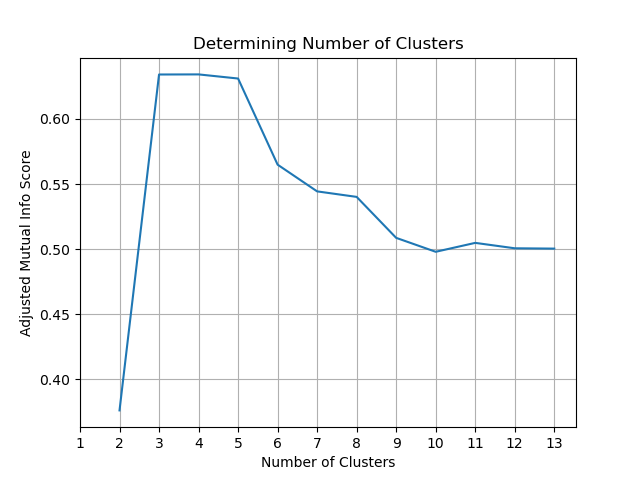 Determining Number of Clusters
Adjusted Mutual Info Score
0.60
0.55
0.50
0.45
0.40
1 2 3 4 5 6 7 8 9 10 11 12 13
Number of Clusters